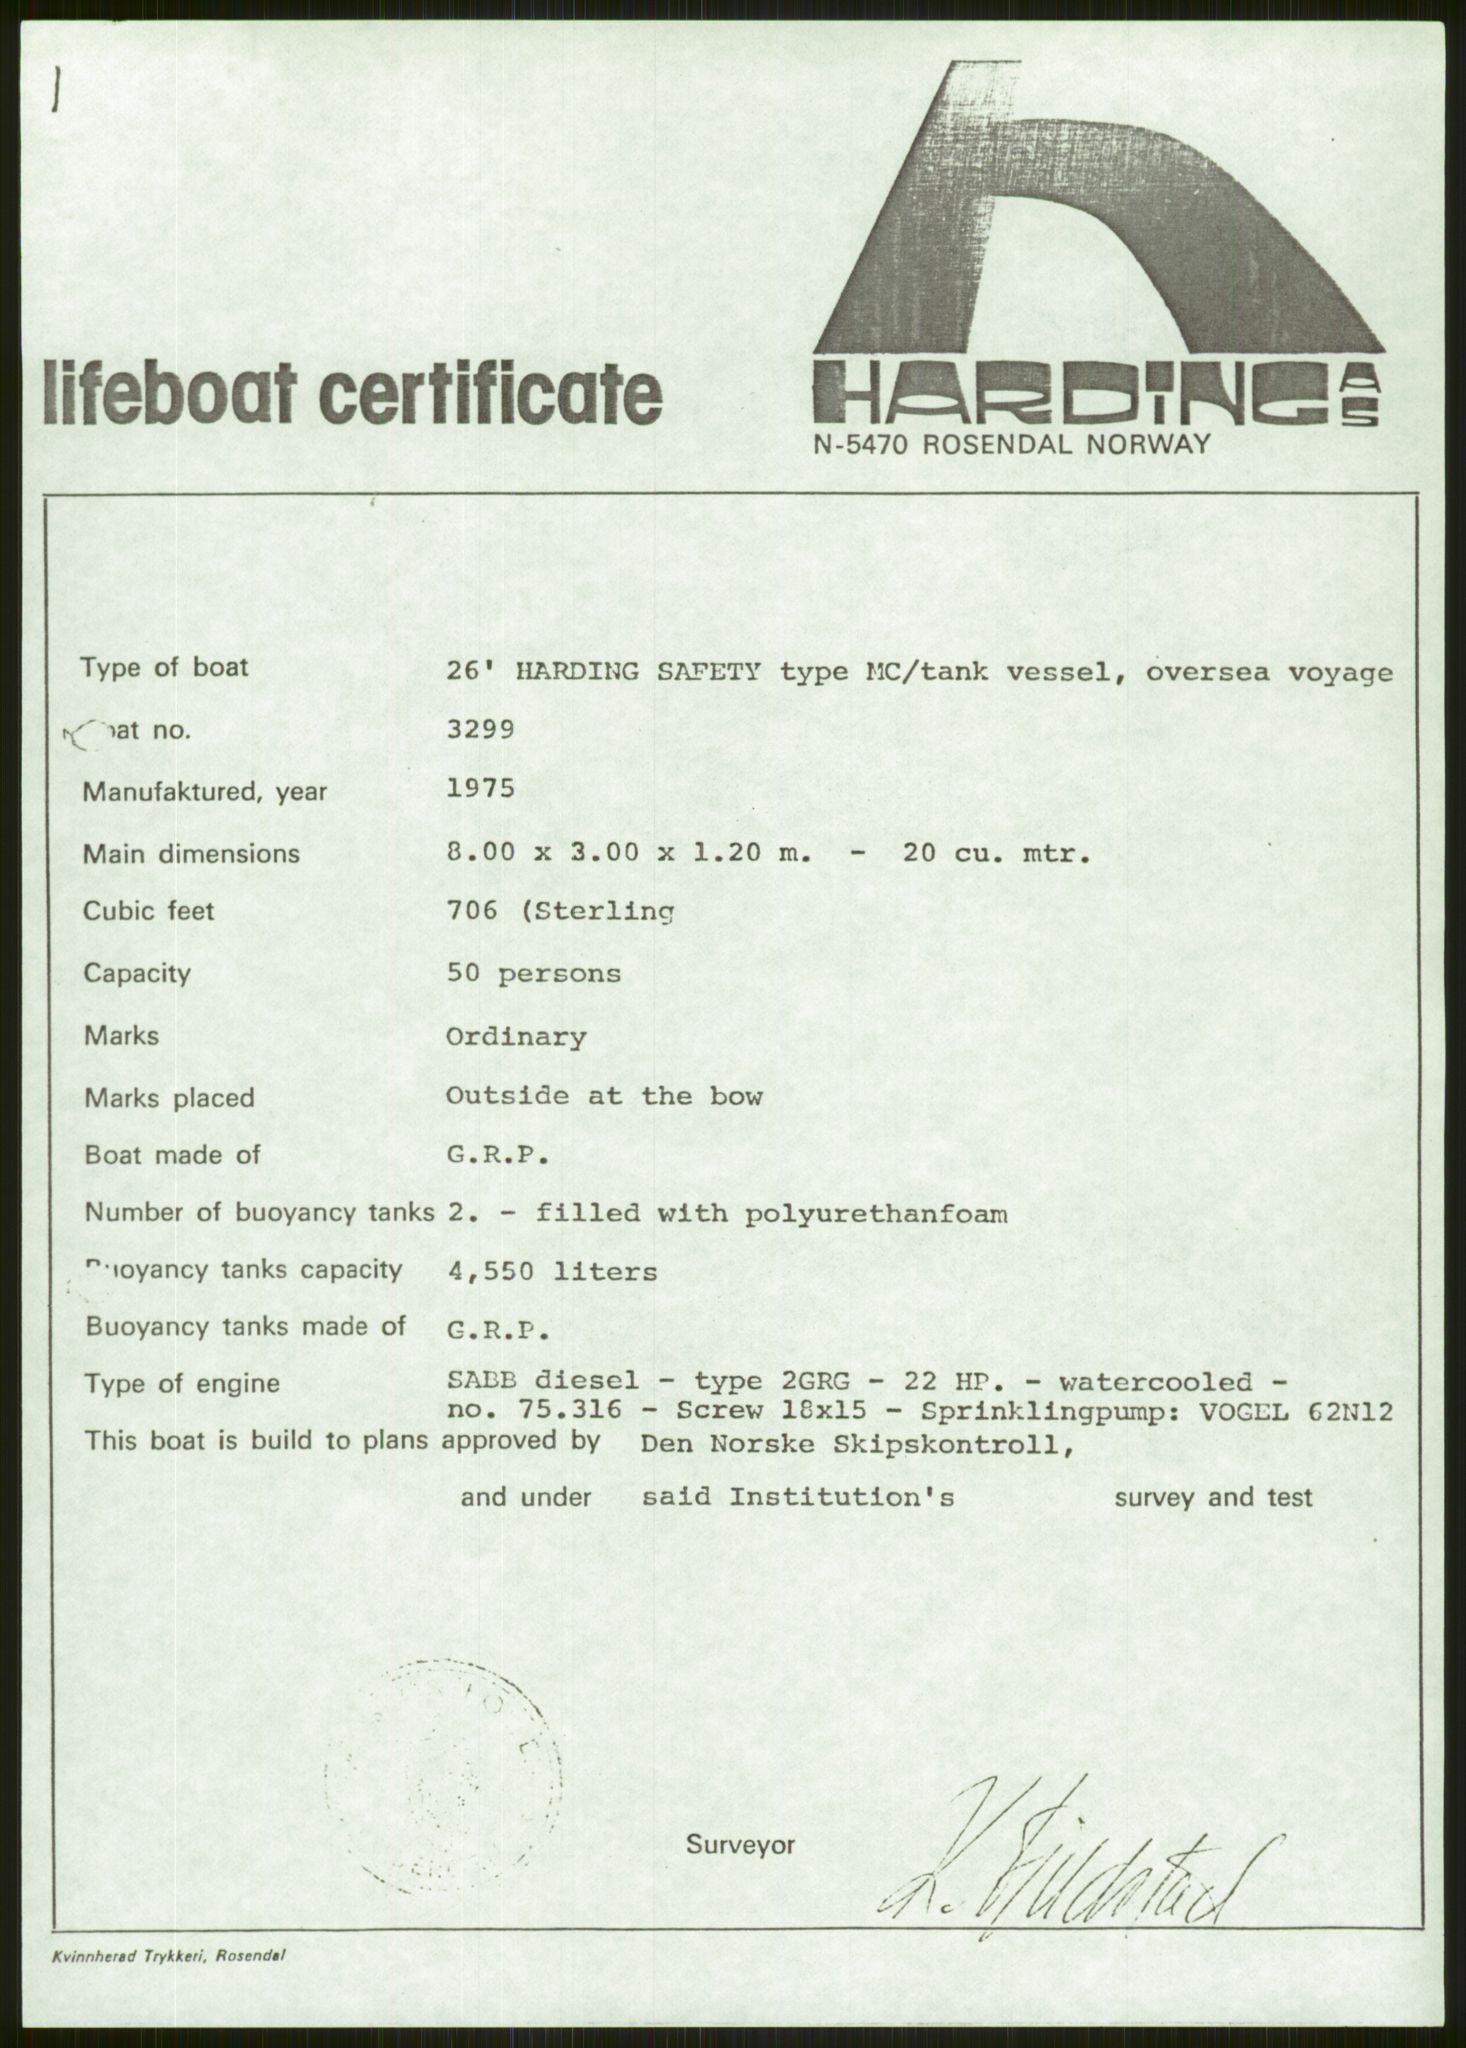 lifeboat certificate
HARDING AS
N-5470 ROSENDAL NORWAY
Type of boat 26' HARDING SAFETY type MC/tank vessel, oversea voyage
no. 3299
Manufaktured, year 1975
Main dimensions 8.00 x 3.00 x 1.20 m. - 20 cu. mtr.
Cubic feet 706 (Sterling
Capacity 50 persons
Marks Ordinary
Marks placed Outside at the bow
Boat made of G.R.P.
Number of buoyancy tanks 2. - filled with polyurethanfoam
Buoyancy tanks capacity 4,550 liters
Buoyancy tanks made of G.R.P.
Type of engine SABB diesel - type 2GRG - 22 HP. - watercooled -
no. 75.316 - Screw 18x15 - Sprinklingpump: VOGEL 62N12
This boat is build to plans approved by Den Norske Skipskontroll,
and under said Institution's survey and test
Surveyor
Kvinnherad Trykkeri, Rosendal